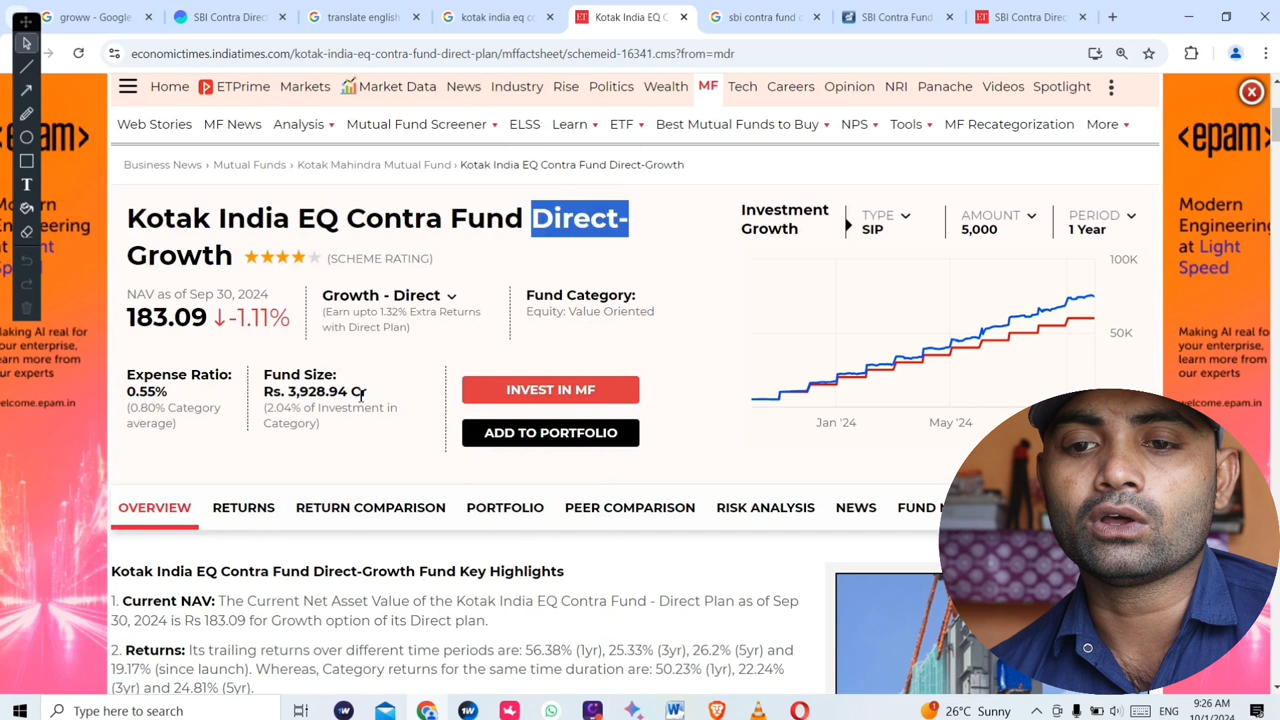 groww - Google
SBI Contra Direc
translate english
kotak india eq co
Kotak India EQ C
sbi contra fund
SBI Contra Fund
SBI Contra Direc
economictimes.indiatimes.com/kotak-india-eq-contra-fund-direct-plan/mffactsheet/schemeid-16341.cms?from=mdr
Home ETPrime Markets Market Data News Industry Rise Politics Wealth MF Tech Careers Opinion NRI Panache Videos Spotlight
Web Stories MF News Analysis Mutual Fund Screener ELSS Learn ETF Best Mutual Funds to Buy NPS Tools MF Recategorization More
Business News › Mutual Funds › Kotak Mahindra Mutual Fund › Kotak India EQ Contra Fund Direct-Growth
Kotak India EQ Contra Fund Direct-
Growth
(SCHEME RATING)
Investment
Growth
TYPE
SIP
AMOUNT
5,000
PERIOD
1 Year
100K
50K
Jan '24
May '24
NAV as of Sep 30, 2024
183.09 ↓-1.11%
Growth - Direct
(Earn upto 1.32% Extra Returns
with Direct Plan)
Fund Category:
Equity: Value Oriented
Expense Ratio:
0.55%
(0.80% Category
average)
Fund Size:
Rs. 3,928.94 Cr
(2.04% of Investment in
Category)
INVEST IN MF
ADD TO PORTFOLIO
OVERVIEW RETURNS RETURN COMPARISON PORTFOLIO PEER COMPARISON RISK ANALYSIS NEWS FUND
Kotak India EQ Contra Fund Direct-Growth Fund Key Highlights
1. Current NAV: The Current Net Asset Value of the Kotak India EQ Contra Fund - Direct Plan as of Sep
30, 2024 is Rs 183.09 for Growth option of its Direct plan.
2. Returns: Its trailing returns over different time periods are: 56.38% (1yr), 25.33% (3yr), 26.2% (5yr) and
19.17% (since launch). Whereas, Category returns for the same time duration are: 50.23% (1yr), 22.24%
(3yr) and 24.81% (5yr).
<epam>
Modern
Engineering
at Light
Speed
Making AI real for
your enterprise,
learn more from
our experts
welcome.epam.in
T
Type here to search
26°C Sunny
ENG
9:26 AM
10/1/2024